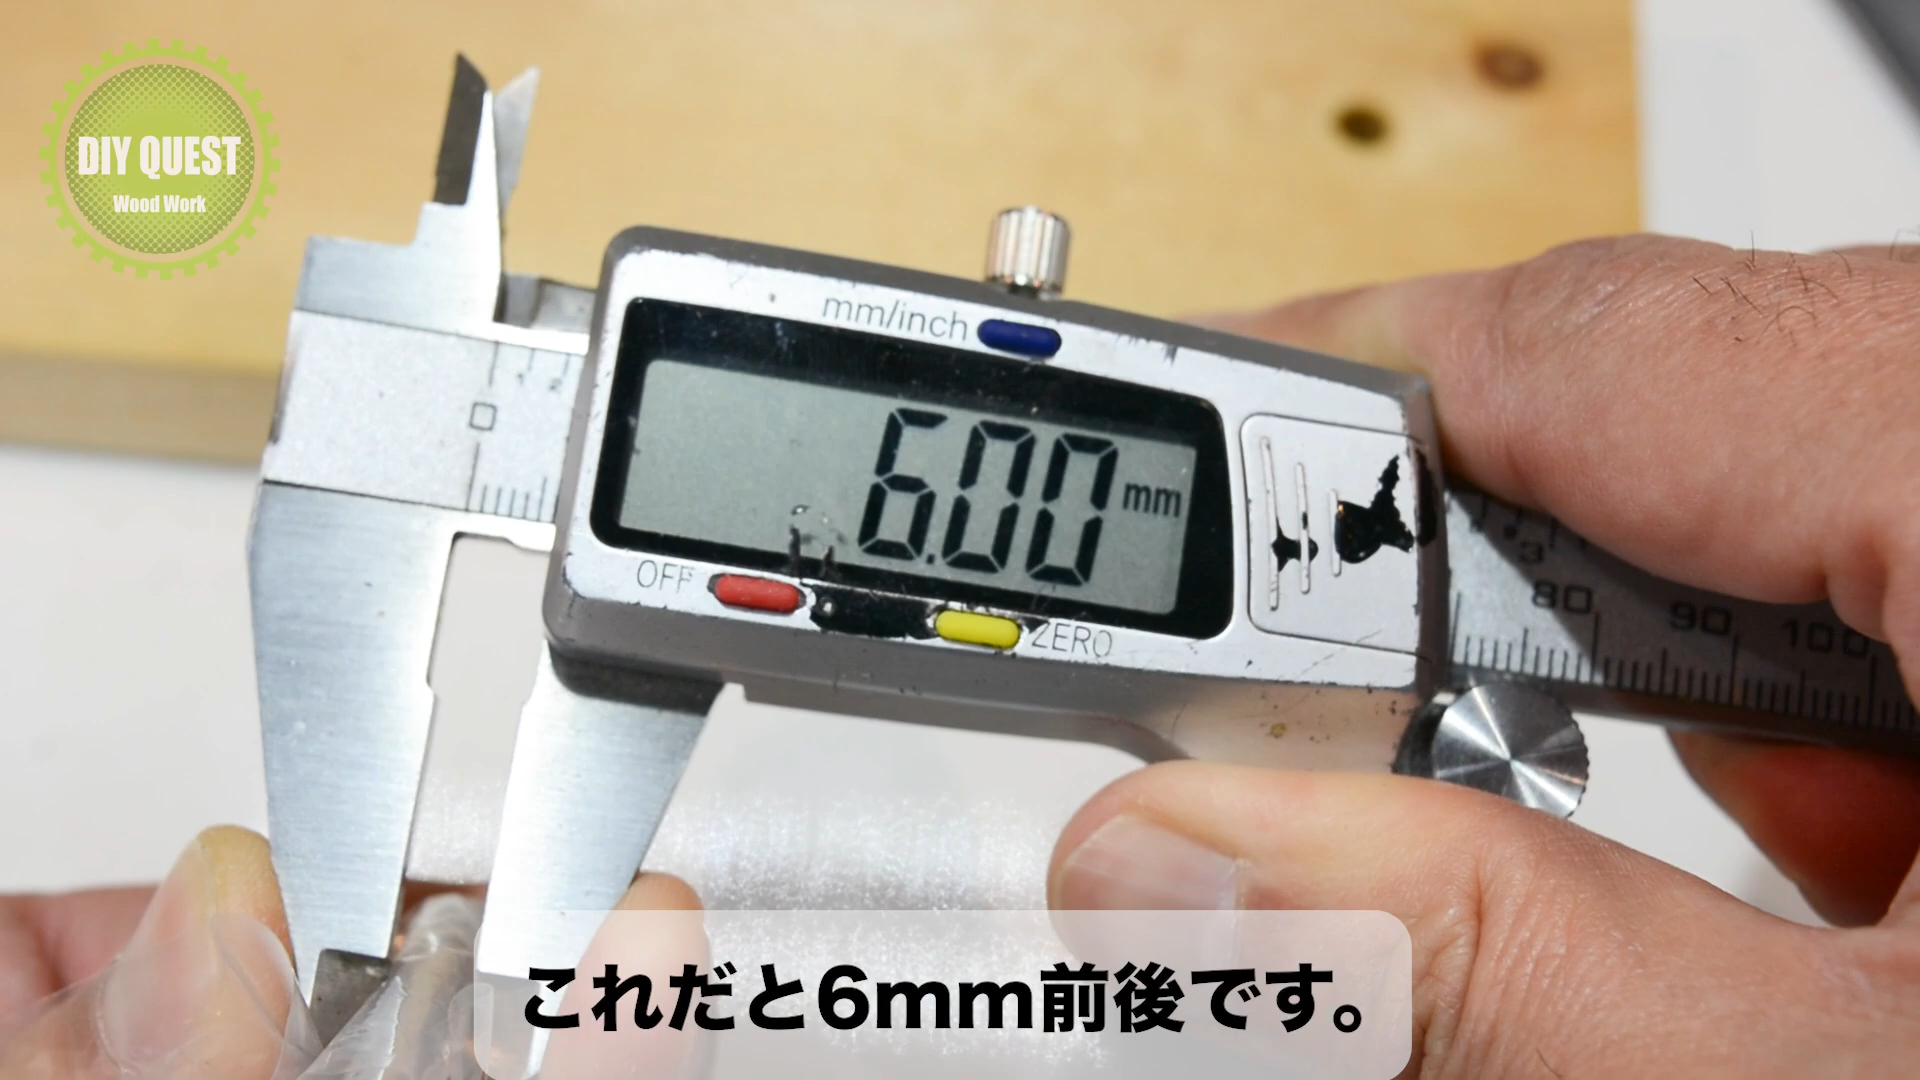 DIY QUEST
Wood Work
mm/inch
0
6.00 mm
OFF
ZERO
3
80 90 100
これだと6mm前後です。